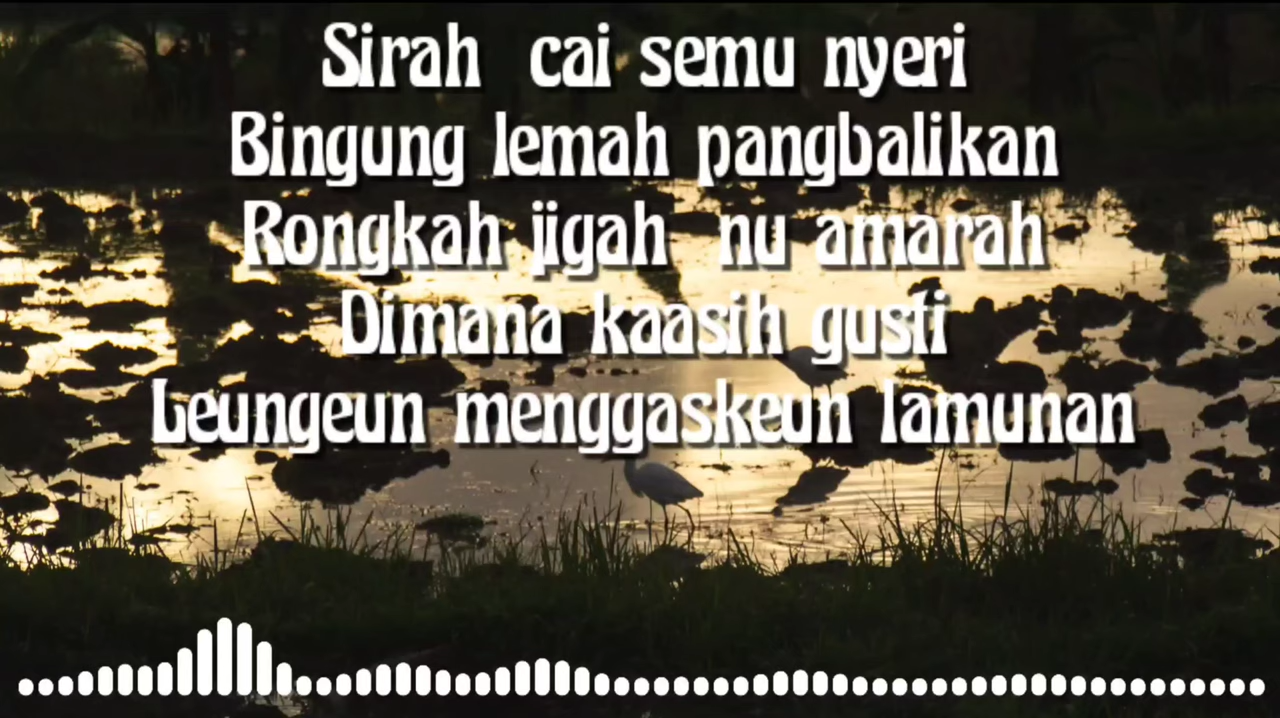 Sirah cai semu nyeri
Bingung lemah pangbalikan
Rongkah jigah nu amarah
Dimana kaasih gusti
Leungeun menggaskeun lamunan